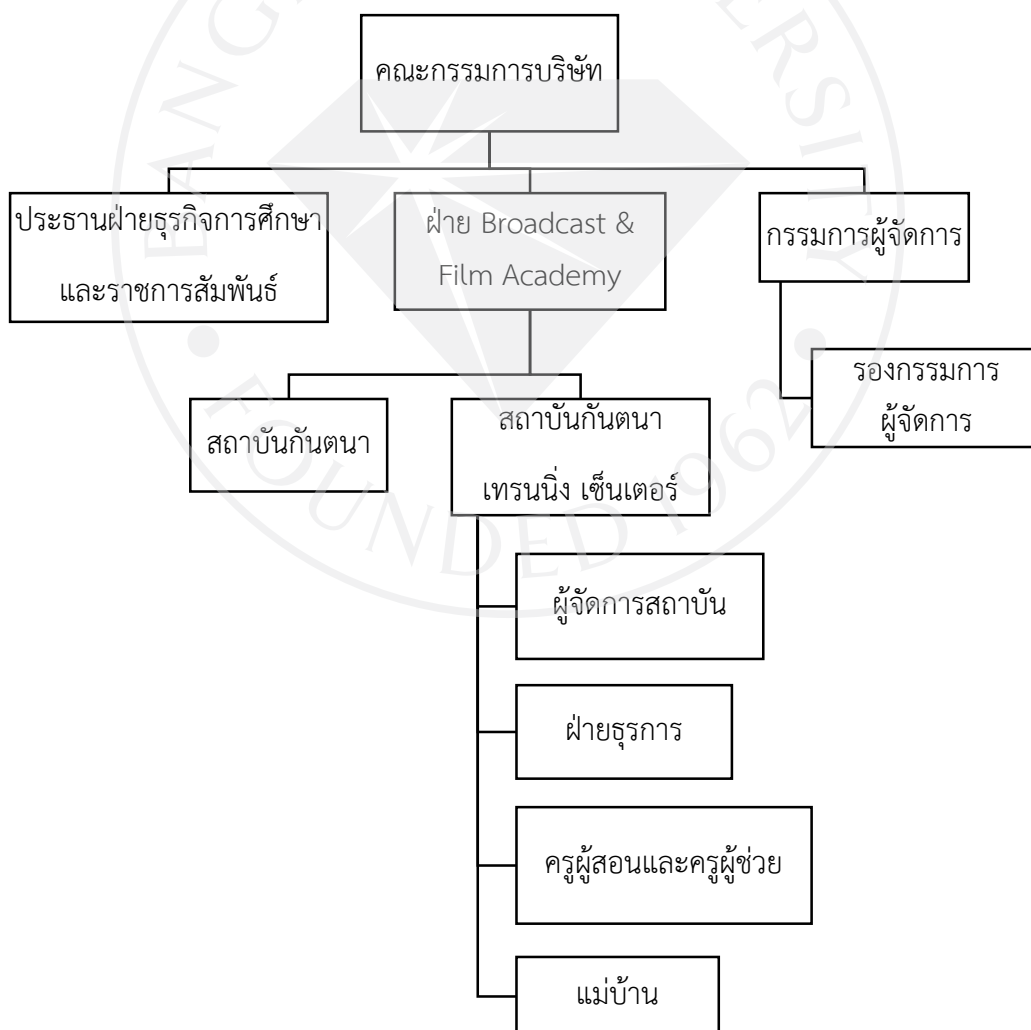 คณะกรรมการบริษัท
ประธานฝ่ายธุรกิจการศึกษา
และราชการสัมพันธ์
ฝ่าย Broadcast &
Film Academy
กรรมการผู้จัดการ
รองกรรมการ
ผู้จัดการ
สถาบันกันตนา
สถาบันกันตนา
เทรนนิ่ง เซ็นเตอร์
ผู้จัดการสถาบัน
ฝ่ายธุรการ
ครูผู้สอนและครูผู้ช่วย
แม่บ้าน
FOUNDED 1962